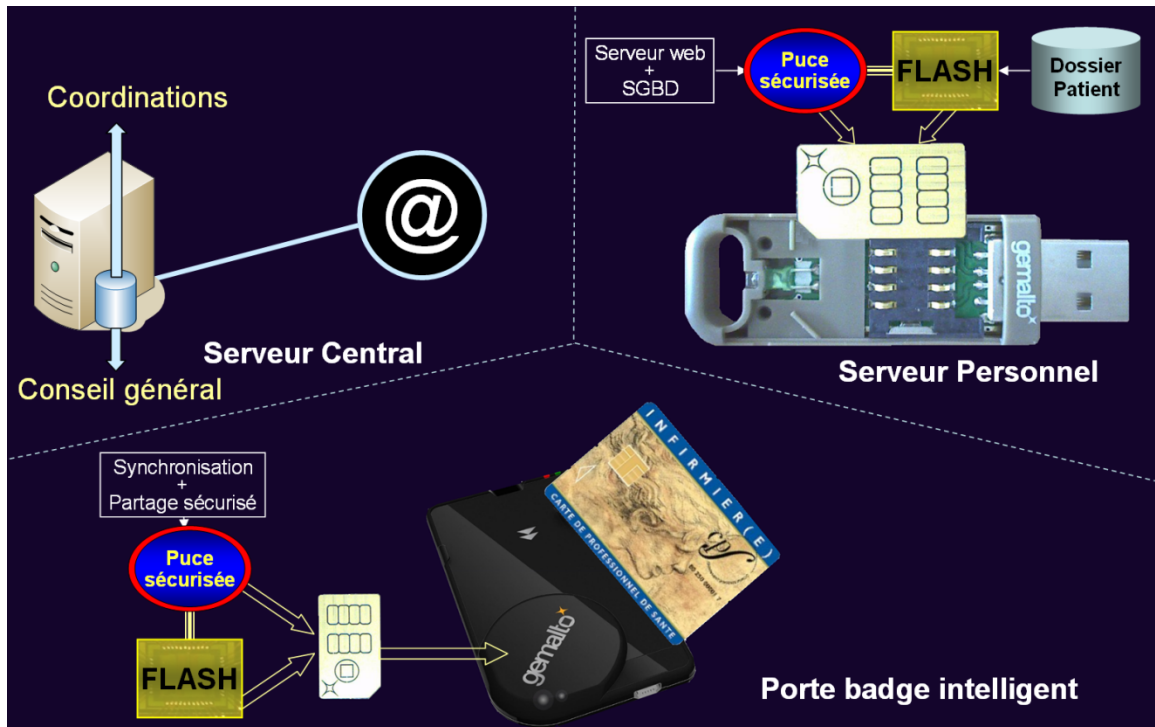 Coordinations
@
Serveur Central
Conseil général
Serveur web
+
SGBD
Puce
sécurisée
FLASH
Dossier
Patient
gemalto
Serveur Personnel
Synchronisation
+
Partage sécurisé
Puce
sécurisée
FLASH
gemalto
INFIRMIER(E)
CARTE DE PROFESSIONNEL DE SANTÉ
cps
Porte badge intelligent